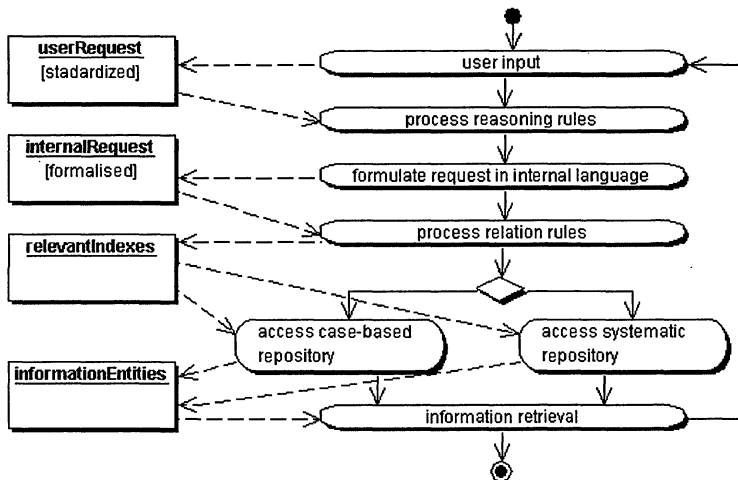 userRequest
[stadardized]
user input
process reasoning rules
internalRequest
[formalised]
formulate request in internal language
process relation rules
relevantIndexes
access case-based
repository
access systematic
repository
informationEntities
information retrieval